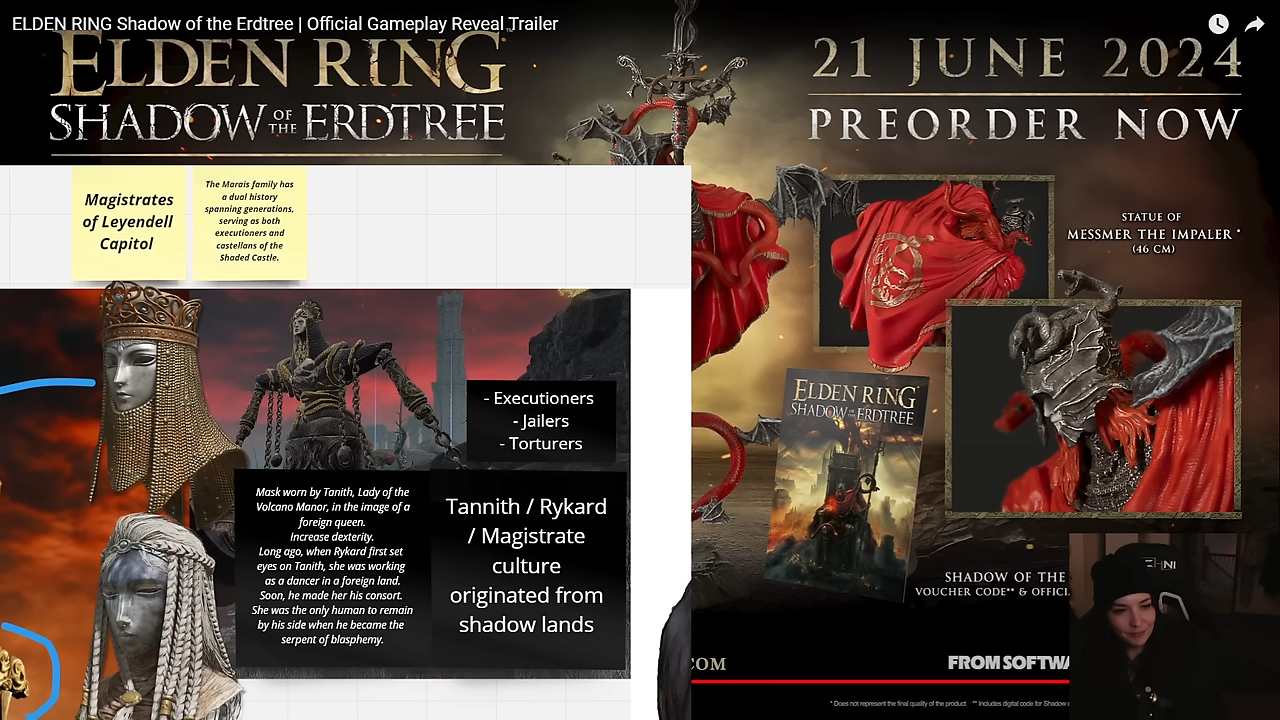 ELDEN RING Shadow of the Erdtree | Official Gameplay Reveal Trailer
ELDEN RING
SHADOW OF THE ERDTREE
21 JUNE 2024
PREORDER NOW
Magistrates
of Leyendell
Capitol
The Marais family has
a dual history
spanning generations,
serving as both
executioners and
castellans of the
Shaded Castle.
- Executioners
- Jailers
- Torturers
Mask worn by Tanith, Lady of the
Volcano Manor, in the image of a
foreign queen.
Increase dexterity.
Long ago, when Rykard first set
eyes on Tanith, she was working
as a dancer in a foreign land.
Soon, he made her his consort.
She was the only human to remain
by his side when he became the
serpent of blasphemy.
Tannith / Rykard
/ Magistrate
culture
originated from
shadow lands
STATUE OF
MESSMER THE IMPALER *
(46 CM)
ELDEN RING
SHADOW OF THE ERDTREE
SHADOW OF THE
VOUCHER CODE** & OFFICI
COM
FROMSOFTWA
* Does not represent the final quality of the product ** Includes digital code for Shadow